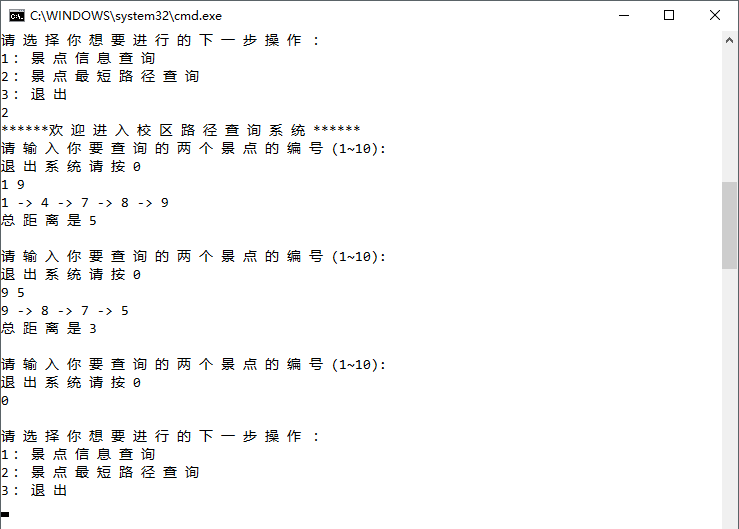 C:\WINDOWS\system32\cmd.exe
请选择你想要进行的下一步操作：
1：景点信息查询
2：景点最短路径查询
3：退出
2
******欢迎进入校区路径查询系统******
请输入你要查询的两个景点的编号(1~10):
退出系统请按0
1 9
1 -> 4 -> 7 -> 8 -> 9
总距离是5
请输入你要查询的两个景点的编号(1~10):
退出系统请按0
9 5
9 -> 8 -> 7 -> 5
总距离是3
请输入你要查询的两个景点的编号(1~10):
退出系统请按0
0
请选择你想要进行的下一步操作：
1：景点信息查询
2：景点最短路径查询
3：退出